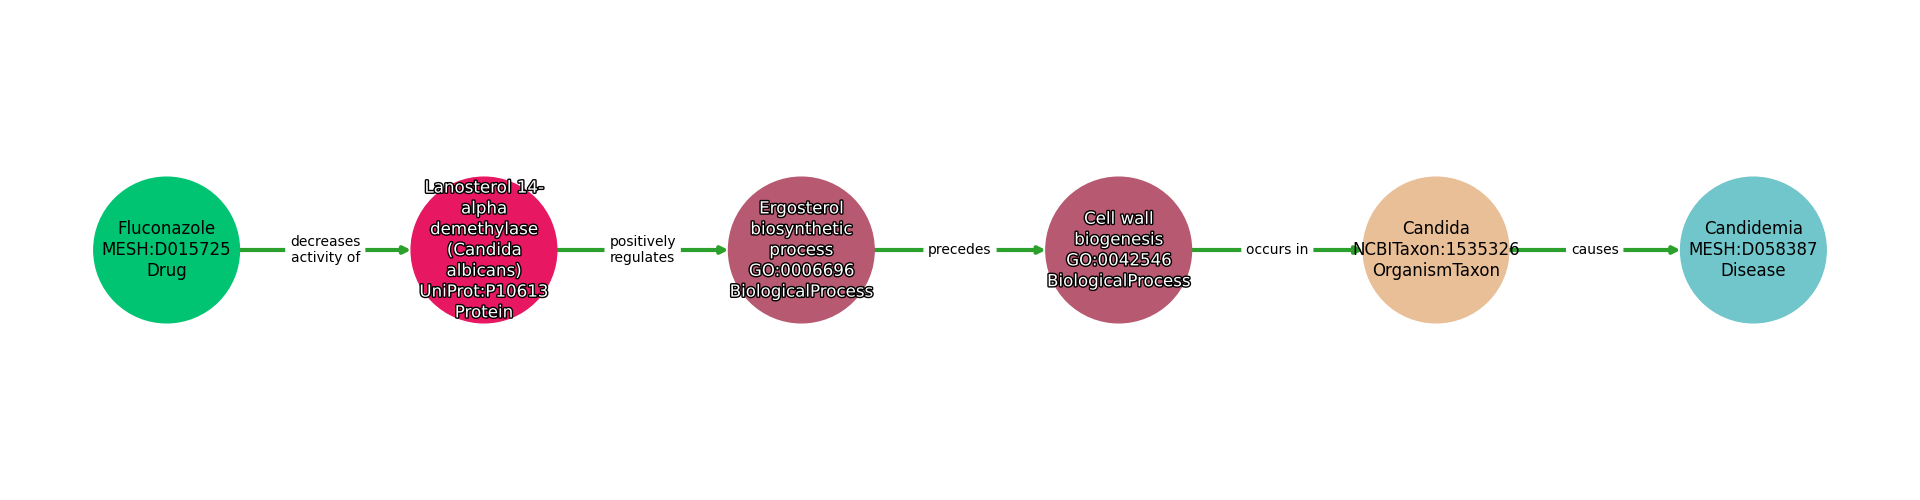 Fluconazole
MESH:D015725
Drug
decreases
activity of
Lanosterol 14-
alpha
demethylase
(Candida
albicans)
UniProt:P10613
Protein
positively
regulates
Ergosterol
biosynthetic
process
GO:0006696
BiologicalProcess
precedes
Cell wall
biogenesis
GO:0042546
BiologicalProcess
occurs in
Candida
NCBITaxon:1535326
OrganismTaxon
causes
Candidemia
MESH:D058387
Disease